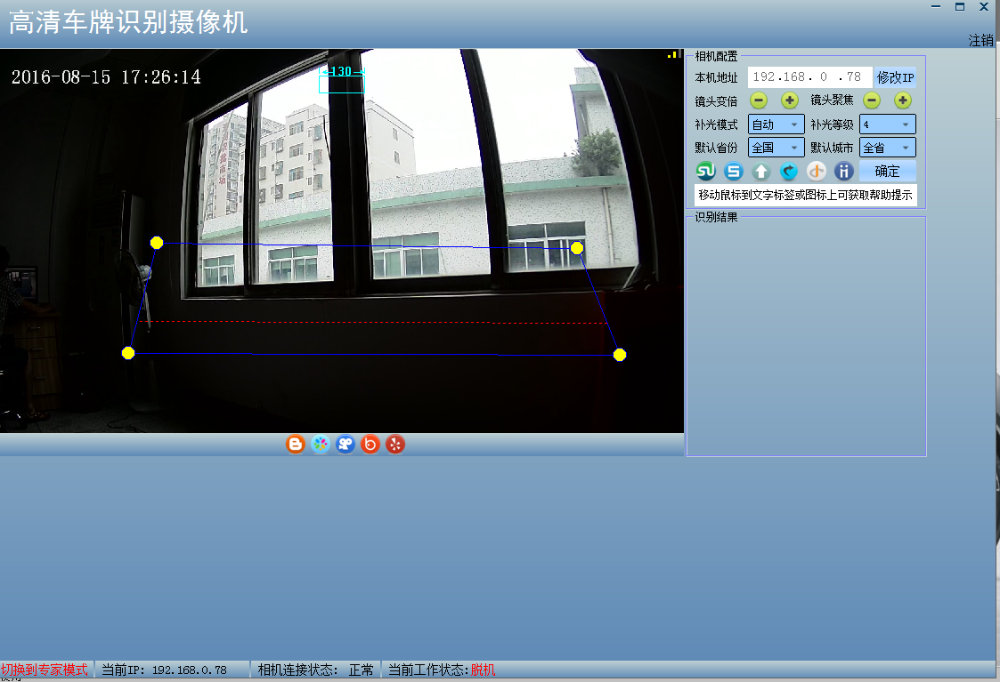 高清车牌识别摄像机
注销
2016-08-15 17:26:14
130
相机配置
本机地址 192.168. 0 .78 修改IP
镜头变倍 镜头聚焦
补光模式 自动 补光等级 4
默认省份 全国 默认城市 全省
确定
移动鼠标到文字标签或图标上可获取帮助提示
识别结果
切换到专家模式 当前IP: 192.168.0.78 相机连接状态: 正常 当前工作状态:脱机